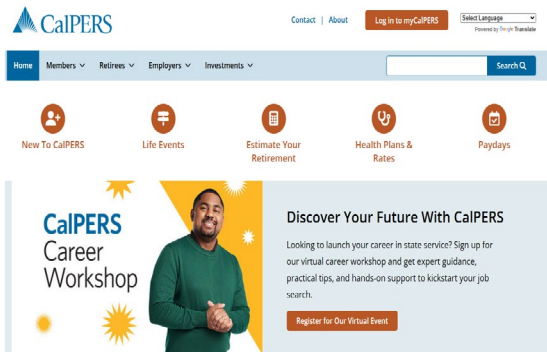 CalPERS
Contact | About
Log in to myCalPERS
Select Language
Powered by Google Translate
Home Members Retirees Employers Investments
Search
New To CalPERS
Life Events
Estimate Your
Retirement
Health Plans &
Rates
Paydays
CalPERS
Career
Workshop
Discover Your Future With CalPERS
Looking to launch your career in state service? Sign up for
our virtual career workshop and get expert guidance,
practical tips, and hands-on support to kickstart your job
search.
Register for Our Virtual Event